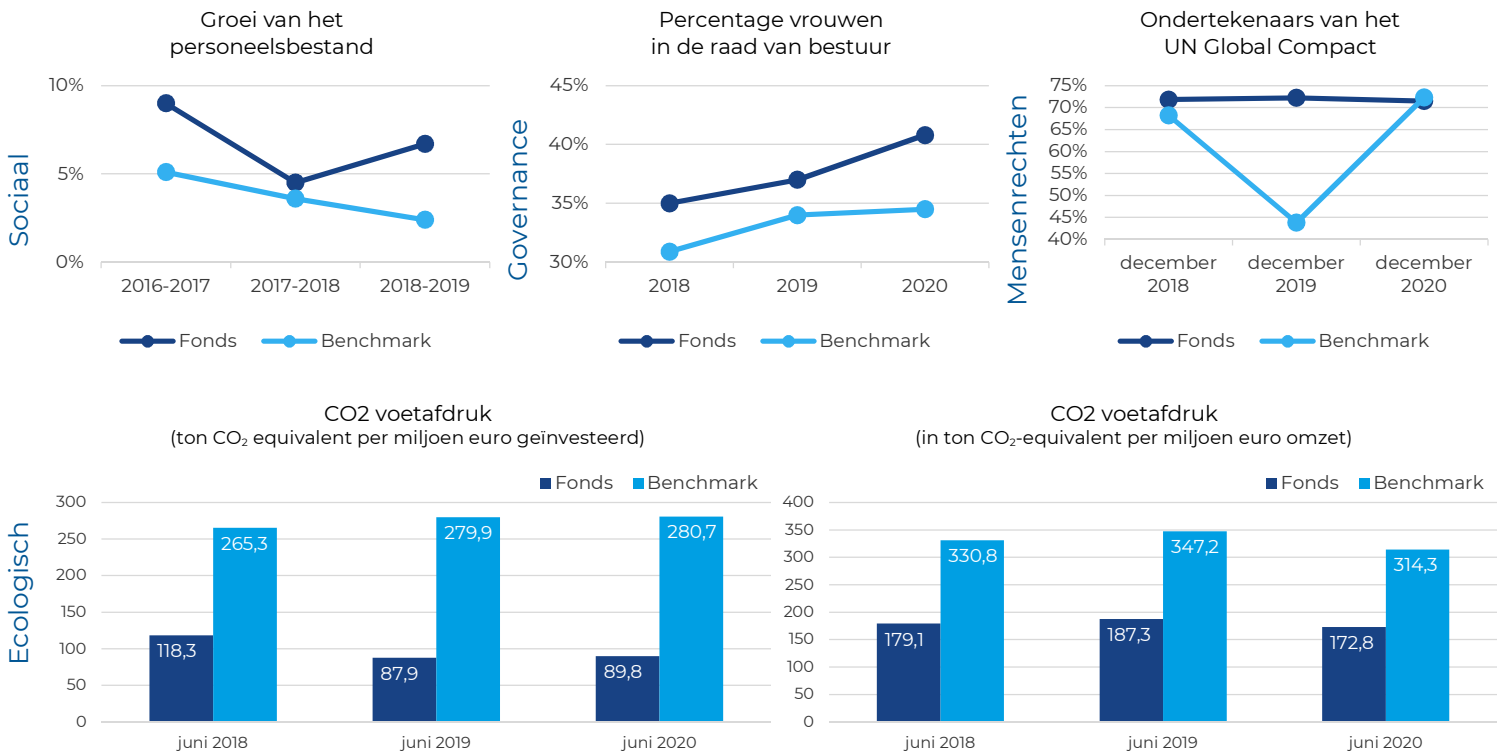 Groei van het
personeelsbestand
10%
5%
0%
2016-2017
2017-2018
2018-2019
Fonds
Benchmark
Sociaal
Percentage vrouwen
in de raad van bestuur
45%
40%
35%
30%
2018
2019
2020
Fonds
Benchmark
Governance
Ondertekenaars van het
UN Global Compact
75%
70%
65%
60%
55%
50%
45%
40%
december
2018
december
2019
december
2020
Fonds
Benchmark
Mensenrechten
CO2 voetafdruk
(ton CO₂ equivalent per miljoen euro geïnvesteerd)
Fonds
Benchmark
300
250
200
150
100
50
0
118,3
265,3
87,9
279,9
89,8
280,7
juni 2018
juni 2019
juni 2020
Ecologisch
CO2 voetafdruk
(in ton CO₂-equivalent per miljoen euro omzet)
Fonds
Benchmark
400
350
300
250
200
150
100
50
0
179,1
330,8
187,3
347,2
172,8
314,3
juni 2018
juni 2019
juni 2020